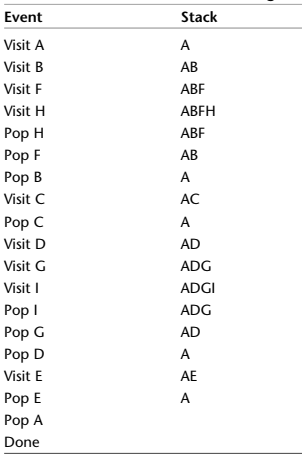 Event Stack
Visit A A
Visit B AB
Visit F ABF
Visit H ABFH
Pop H ABF
Pop F AB
Pop B A
Visit C AC
Pop C A
Visit D AD
Visit G ADG
Visit I ADGI
Pop I ADG
Pop G AD
Pop D A
Visit E AE
Pop E A
Pop A
Done